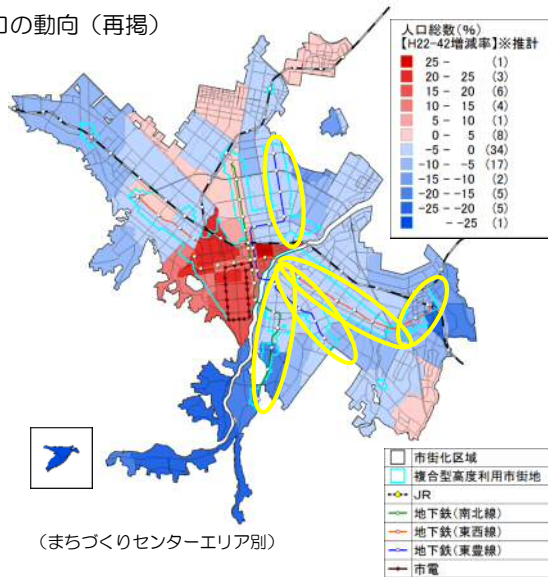 口の動向（再掲）
人口総数(%)
【H22-42増減率】※推計
25 - (1)
20 - 25 (3)
15 - 20 (6)
10 - 15 (4)
5 - 10 (1)
0 - 5 (8)
-5 - 0 (34)
-10 - -5 (17)
-15 - -10 (2)
-20 - -15 (5)
-25 - -20 (5)
- -25 (1)
市街化区域
複合型高度利用市街地
JR
地下鉄(南北線)
地下鉄(東西線)
地下鉄(東豊線)
市電
（まちづくりセンターエリア別）